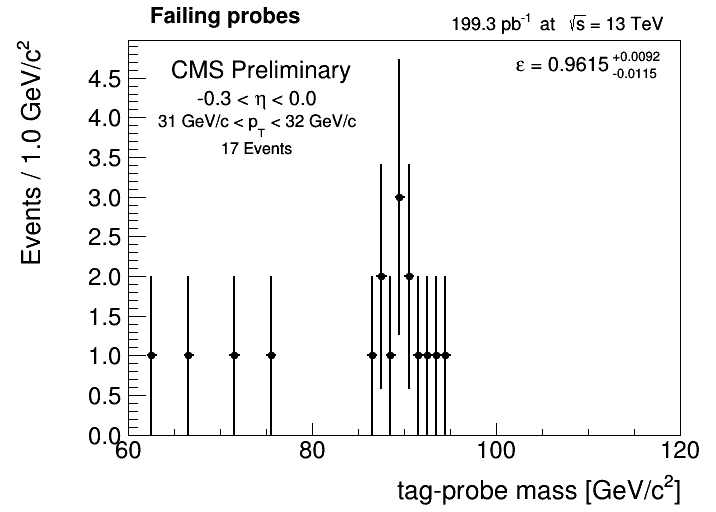 Failing probes
199.3 pb⁻¹ at √s = 13 TeV
CMS Preliminary
-0.3 < η < 0.0
31 GeV/c < p_T < 32 GeV/c
17 Events
ε = 0.9615 +0.0092 -0.0115
Events / 1.0 GeV/c²
4.5
4.0
3.5
3.0
2.5
2.0
1.5
1.0
0.5
0.0
60 80 100 120
tag-probe mass [GeV/c²]